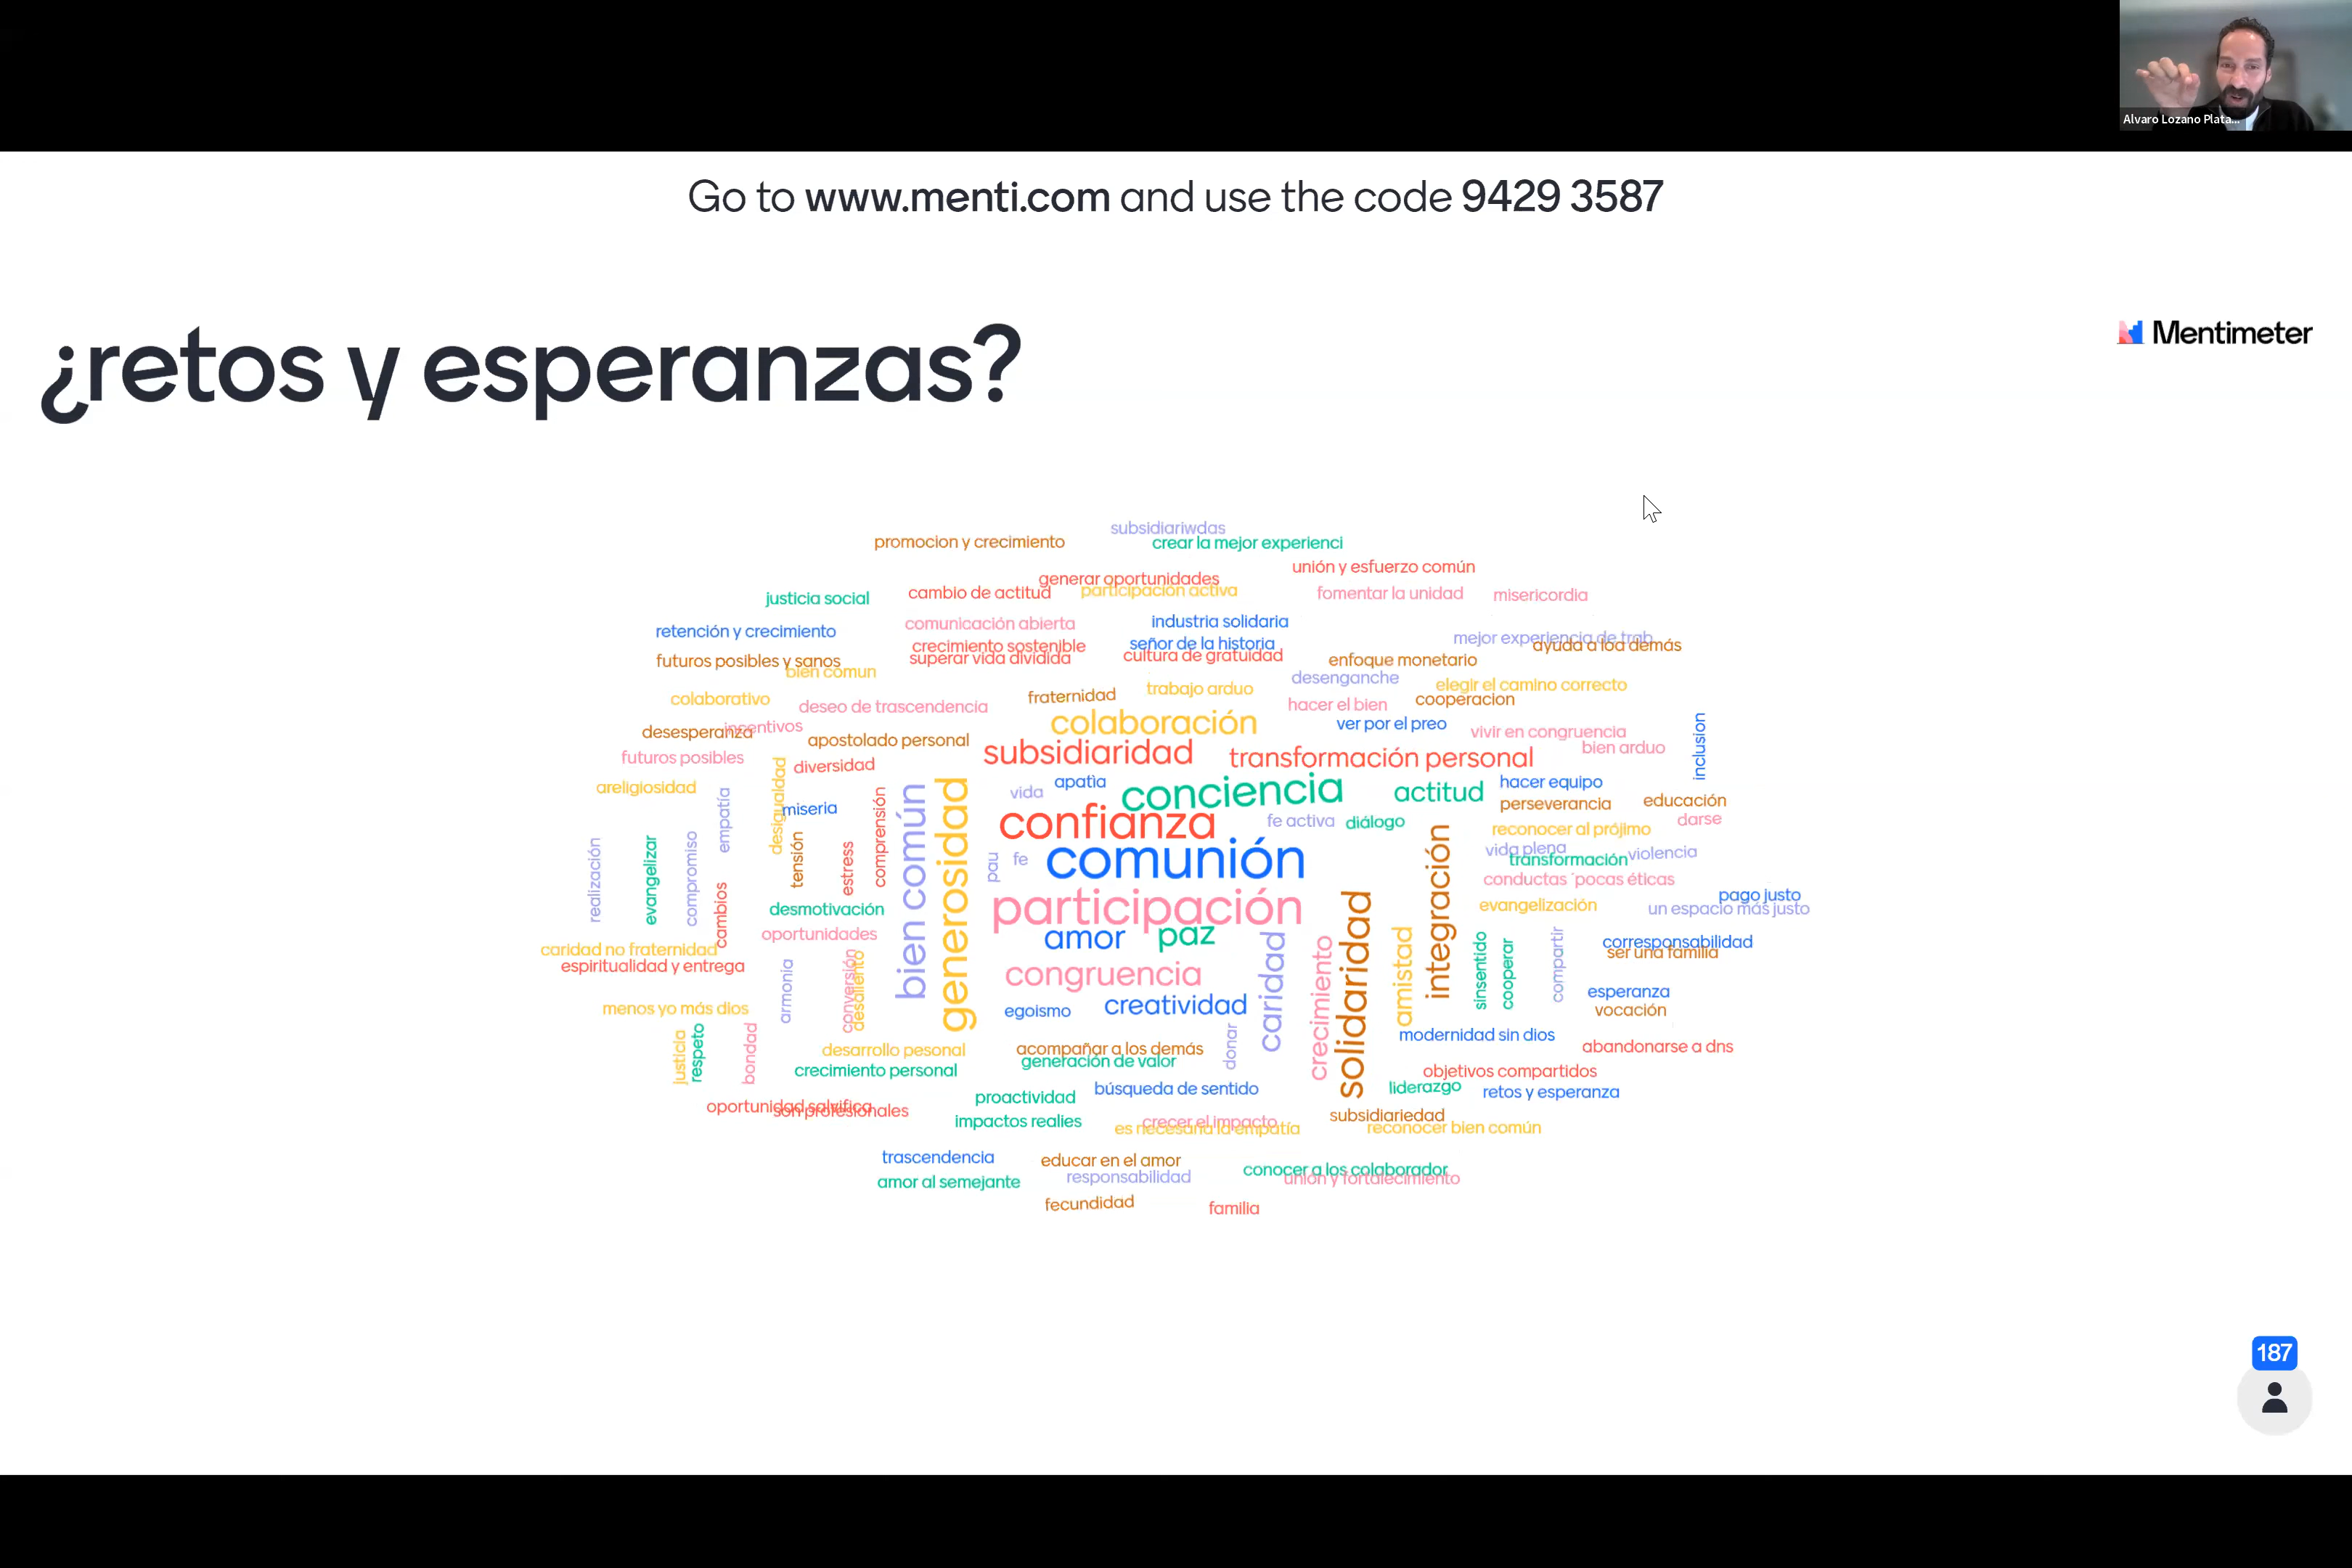 Alvaro Lozano Plata...
Go to www.menti.com and use the code 9429 3587
¿retos y esperanzas?
Mentimeter
subsidiariwdas
promocion y crecimiento
crear la mejor experienci
unión y esfuerzo común
generar oportunidades
participación activa
cambio de actitud
fomentar la unidad
misericordia
justicia social
comunicación abierta
industria solidaria
retención y crecimiento
mejor experiencia de trab
crecimiento sostenible
señor de la historia
ayuda a loa demás
superar vida dividida
cultura de gratuidad
futuros posibles y sanos
enfoque monetario
bien comun
desenganche
elegir el camino correcto
colaborativo
trabajo arduo
fraternidad
cooperacion
deseo de trascendencia
hacer el bien
colaboración
ver por el preo
desesperanza
incentivos
vivir en congruencia
apostolado personal
bien arduo
inclusion
subsidiaridad
transformación personal
futuros posibles
diversidad
areligiosidad
apatia
vida
conciencia
actitud
hacer equipo
perseverancia
educación
empatía
desigualdad
miseria
confianza
fe activa
diálogo
darse
reconocer al prójimo
realización
evangelizar
compromiso
cambios
tensión
estress
comprensión
bien común
generosidad
pau
fe
comunión
integración
vida plena
transformación
violencia
conductas ´pocas éticas
pago justo
un espacio más justo
evangelización
desmotivación
participación
oportunidades
amor
paz
caridad no fraternidad
espiritualidad y entrega
armonia
conversión
desaliento
congruencia
caridad
crecimiento
solidaridad
amistad
sinsentido
cooperar
compartir
corresponsabilidad
ser una familia
esperanza
vocación
menos yo más dios
egoismo
creatividad
donar
modernidad sin dios
abandonarse a dns
justicia
respeto
bondad
desarrollo pesonal
acompañar a los demás
generación de valor
crecimiento personal
objetivos compartidos
liderazgo
retos y esperanza
búsqueda de sentido
proactividad
oportunidad salvifica
son profesionales
impactos realies
crecer el impacto
es necesaria la empatía
subsidiariedad
reconocer bien común
trascendencia
educar en el amor
conocer a los colaborador
unión y fortalecimiento
amor al semejante
responsabilidad
fecundidad
familia
187